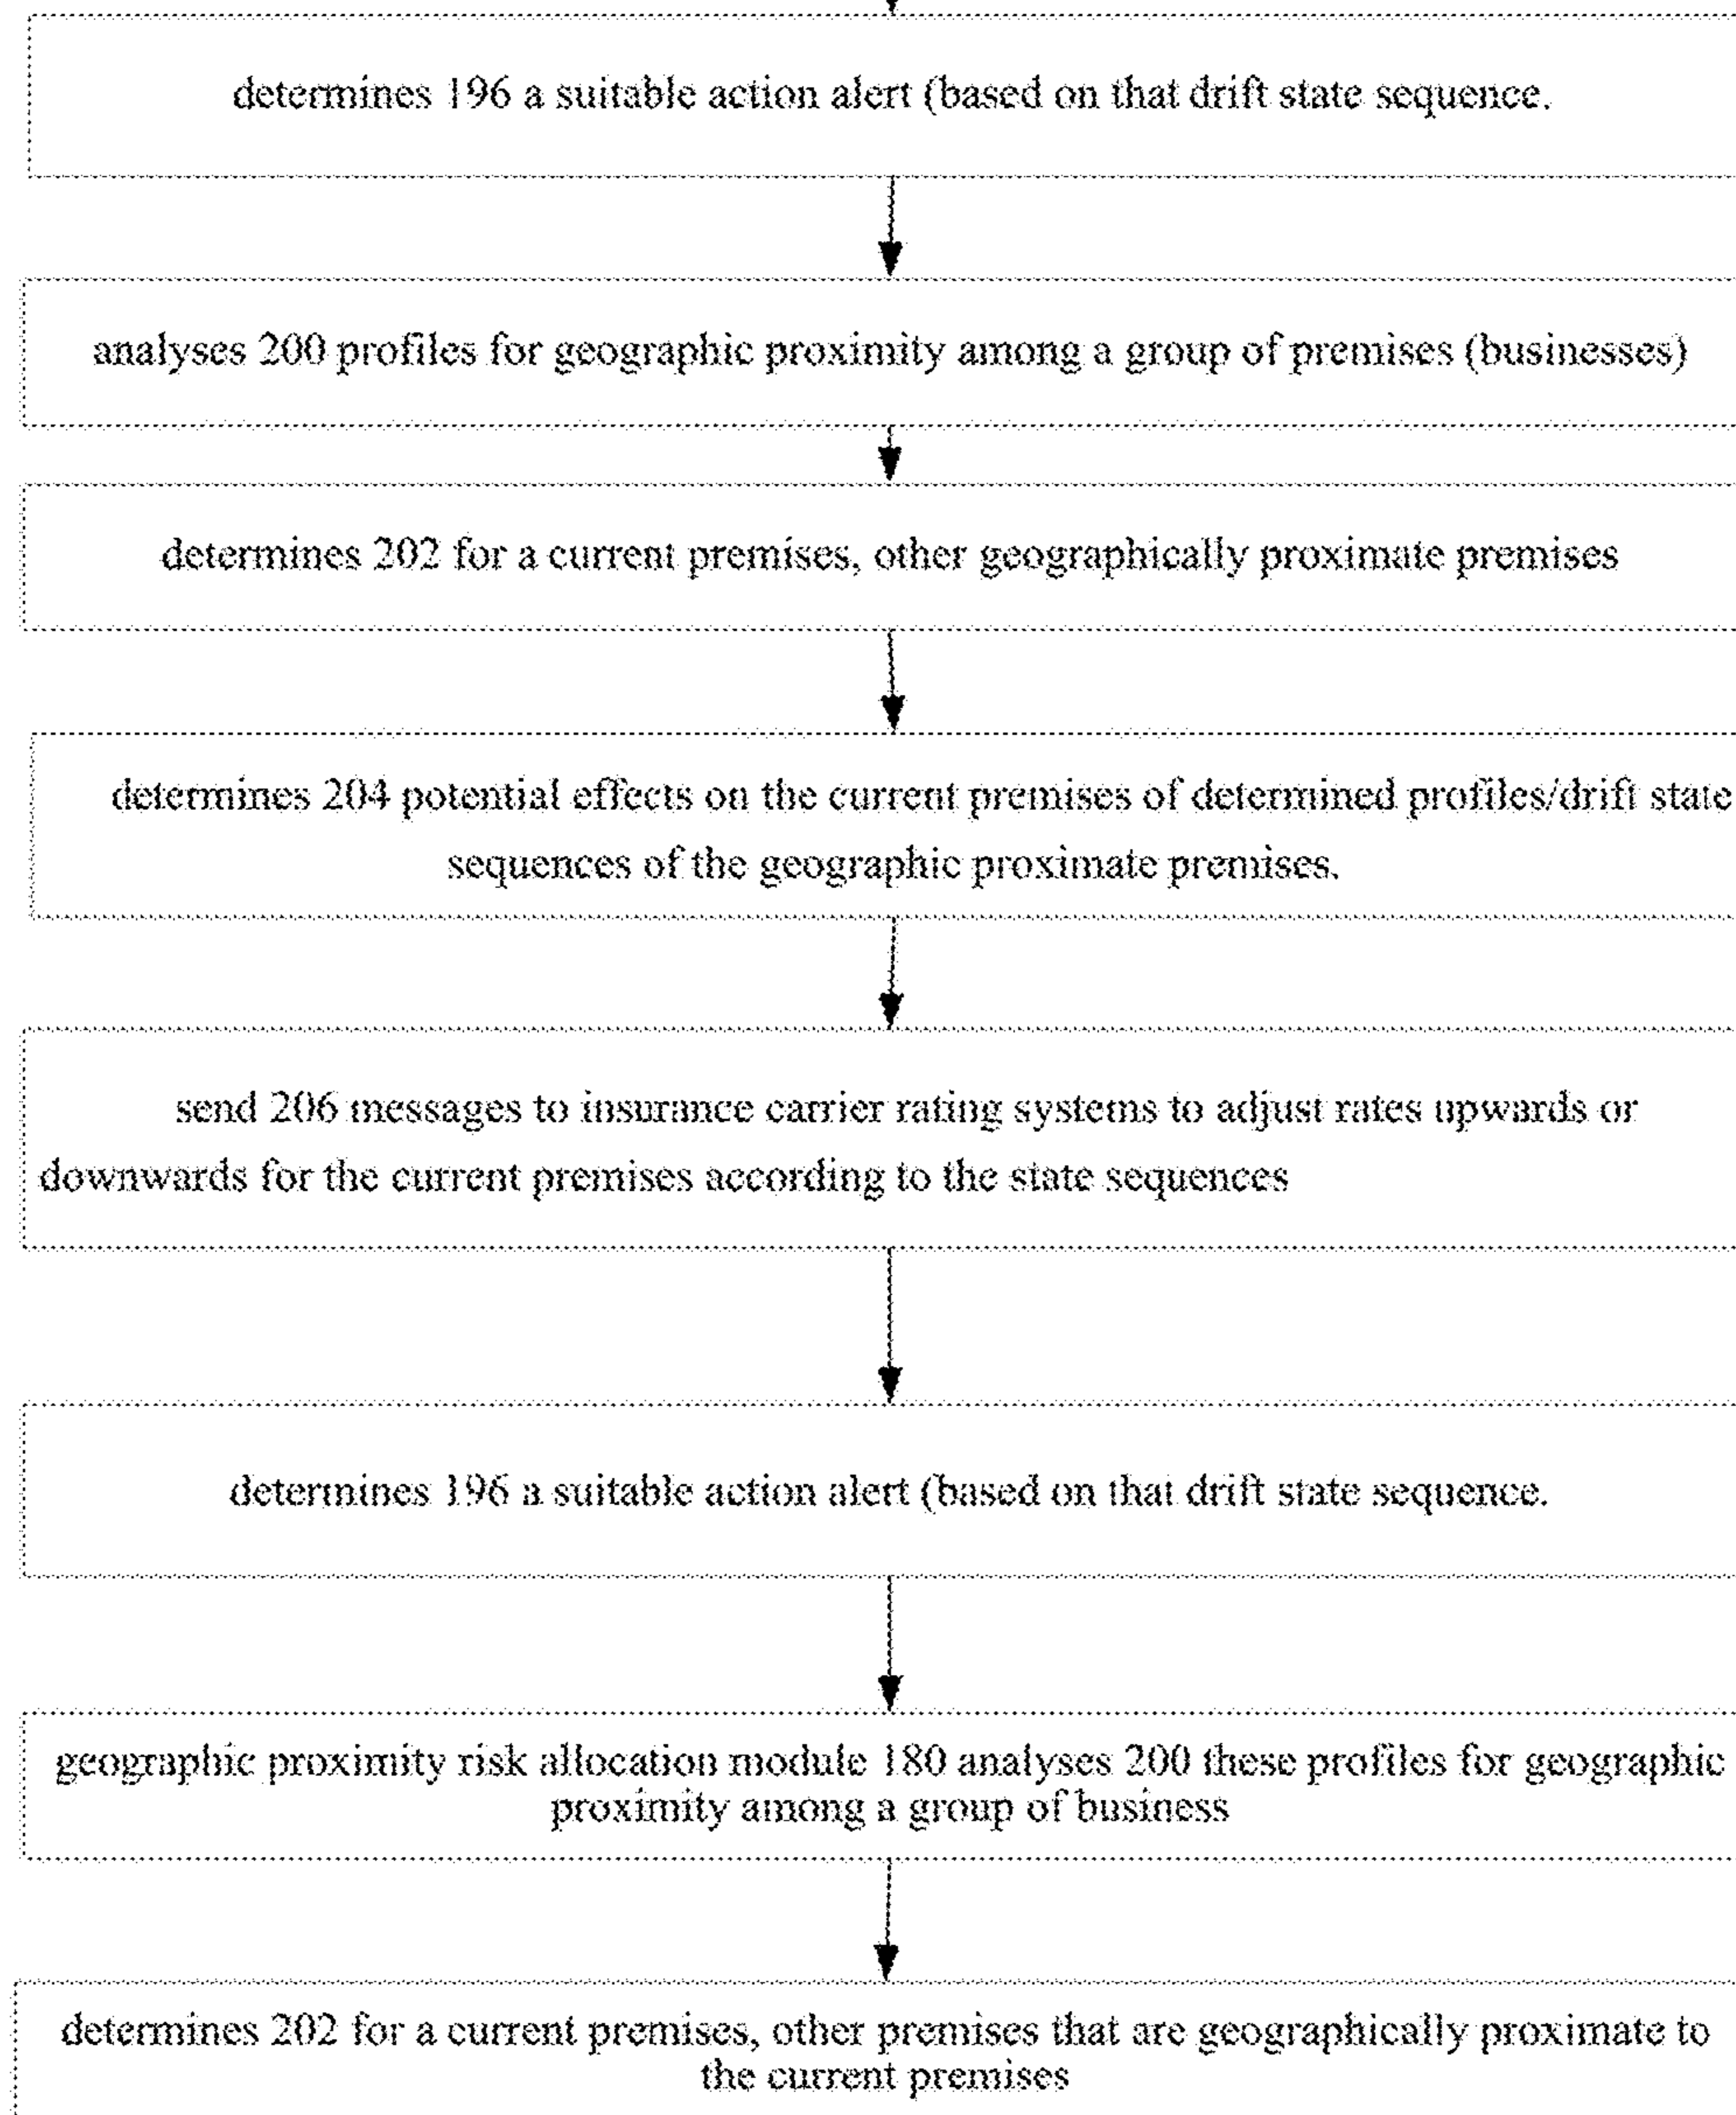 determines 196 a suitable action alert (based on that drift state sequence.
analyses 200 profiles for geographic proximity among a group of premises (businesses)
determines 202 for a current premises, other geographically proximate premises
determines 204 potential effects on the current premises of determined profiles/drift state
sequences of the geographic proximate premises.
send 206 messages to insurance carrier rating systems to adjust rates upwards or
downwards for the current premises according to the state sequences
determines 196 a suitable action alert (based on that drift state sequence.
geographic proximity risk allocation module 180 analyses 200 these profiles for geographic
proximity among a group of business
determines 202 for a current premises, other premises that are geographically proximate to
the current premises